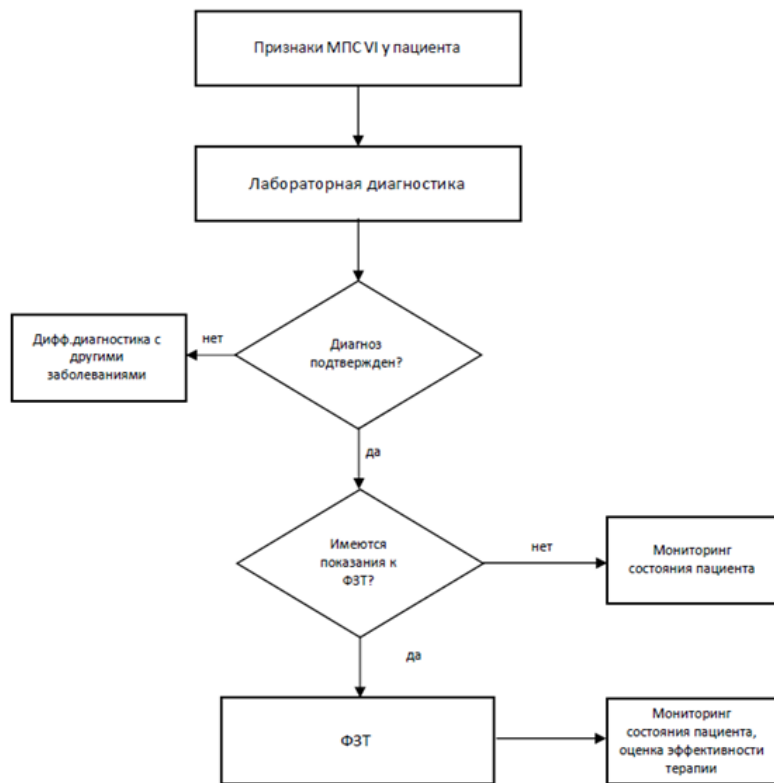 Признаки МПС VI у пациента
Лабораторная диагностика
Диагноз
подтвержден?
нет
Дифф.диагностика с
другими
заболеваниями
да
Имеются
показания к
ФЗТ?
нет
Мониторинг
состояния пациента
да
ФЗТ
Мониторинг
состояния пациента,
оценка эффективности
терапии